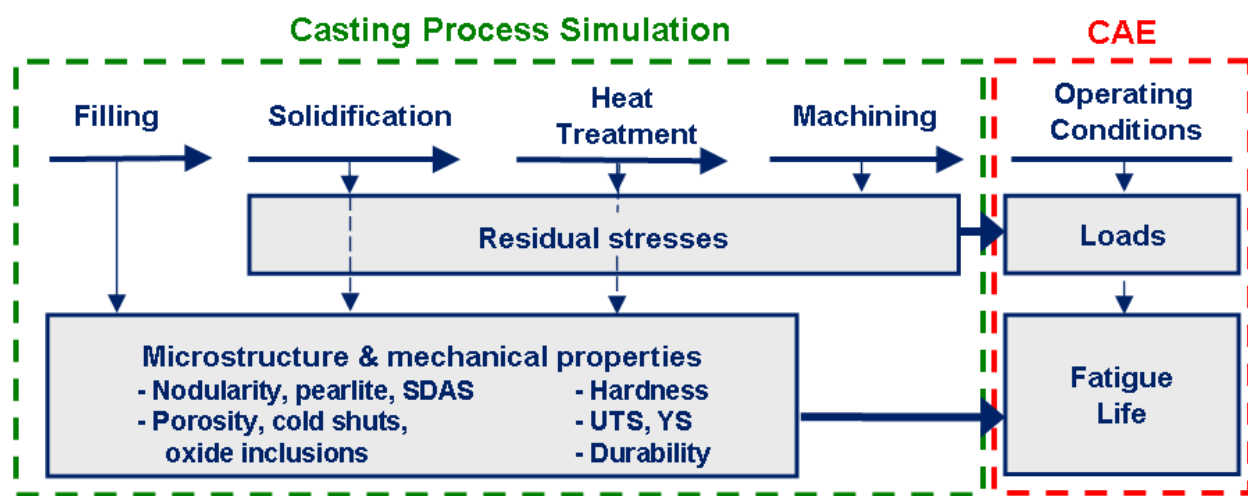 Casting Process Simulation
CAE
Filling
Solidification
Heat
Treatment
Machining
Operating
Conditions
Residual stresses
Loads
Microstructure & mechanical properties
- Nodularity, pearlite, SDAS
- Porosity, cold shuts,
oxide inclusions
- Hardness
- UTS, YS
- Durability
Fatigue
Life